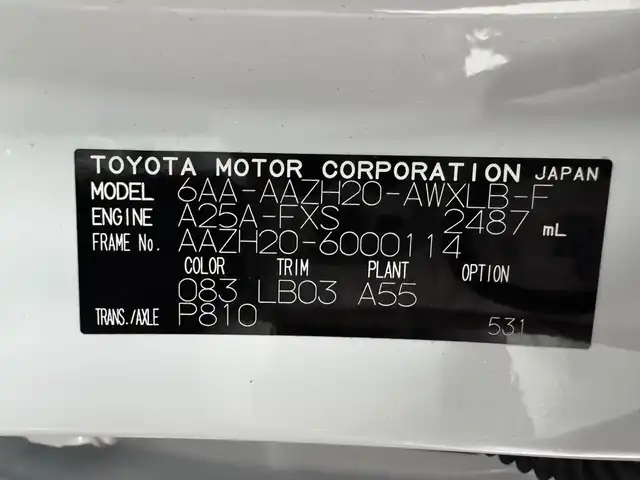 TOYOTA MOTOR CORPORATION JAPAN
MODEL 6AA-AAZH20-AWXLB-F
ENGINE A25A-FXS 2487 mL
FRAME No. AAZH20-6000114
COLOR TRIM PLANT OPTION
083 LB03 A55
TRANS./AXLE P810 531